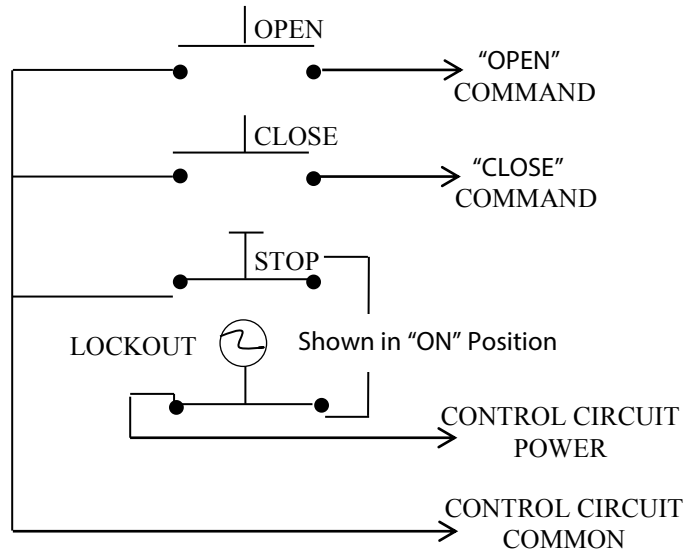 OPEN
“OPEN”
COMMAND
CLOSE
“CLOSE”
COMMAND
STOP
LOCKOUT
Shown in “ON” Position
CONTROL CIRCUIT
POWER
CONTROL CIRCUIT
COMMON